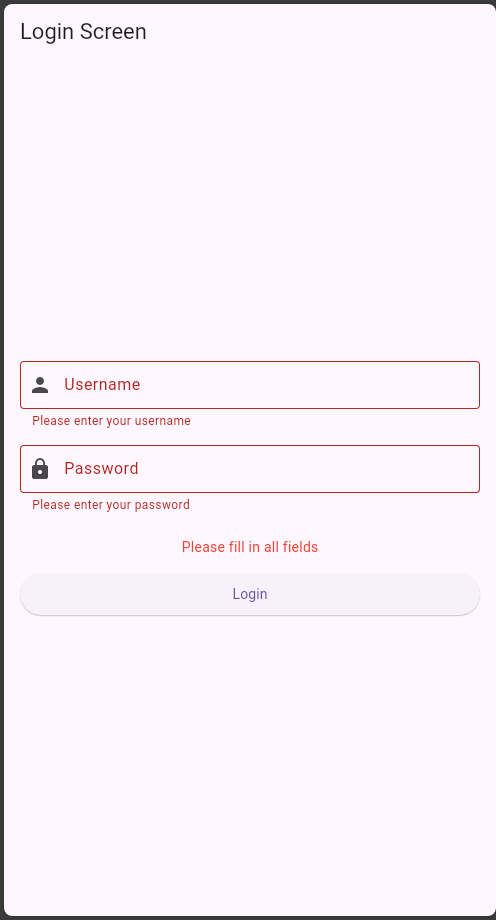 Login Screen
Username
Please enter your username
Password
Please enter your password
Please fill in all fields
Login